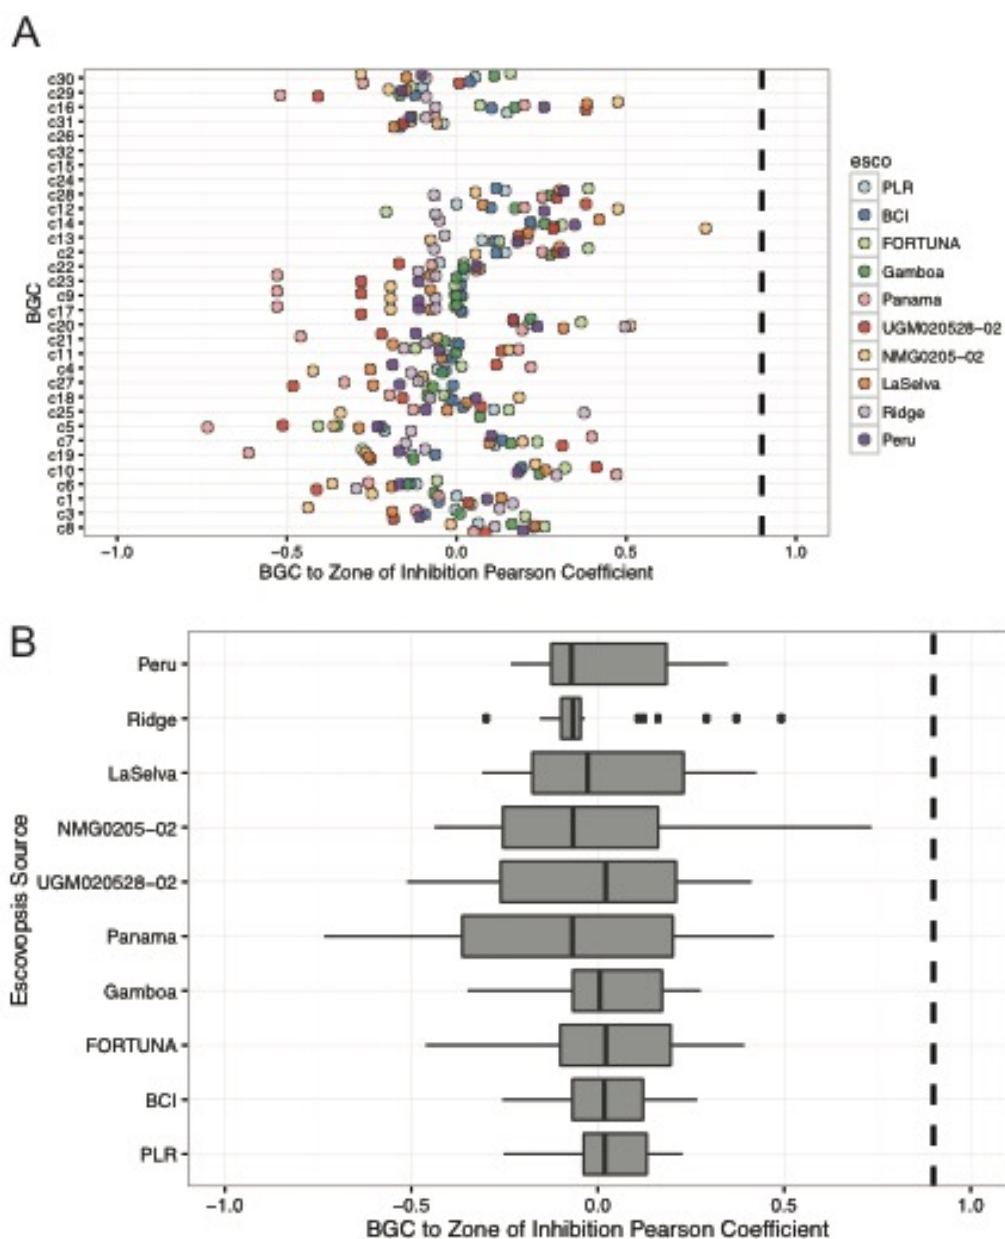 A
c30
c29
c16
c31
c26
c32
c15
c24
c28
c12
c14
c13
c2
c22
c23
c9
c17
c20
c21
c11
c4
c27
c18
c25
c5
c7
c19
c10
c6
c1
c3
c8
BGC
−1.0 −0.5 0.0 0.5 1.0
BGC to Zone of Inhibition Pearson Coefficient
esco
PLR
BCI
FORTUNA
Gamboa
Panama
UGM020528−02
NMG0205−02
LaSelva
Ridge
Peru
B
Peru
Ridge
LaSelva
NMG0205−02
UGM020528−02
Panama
Gamboa
FORTUNA
BCI
PLR
Escovopsis Source
−1.0 −0.5 0.0 0.5 1.0
BGC to Zone of Inhibition Pearson Coefficient